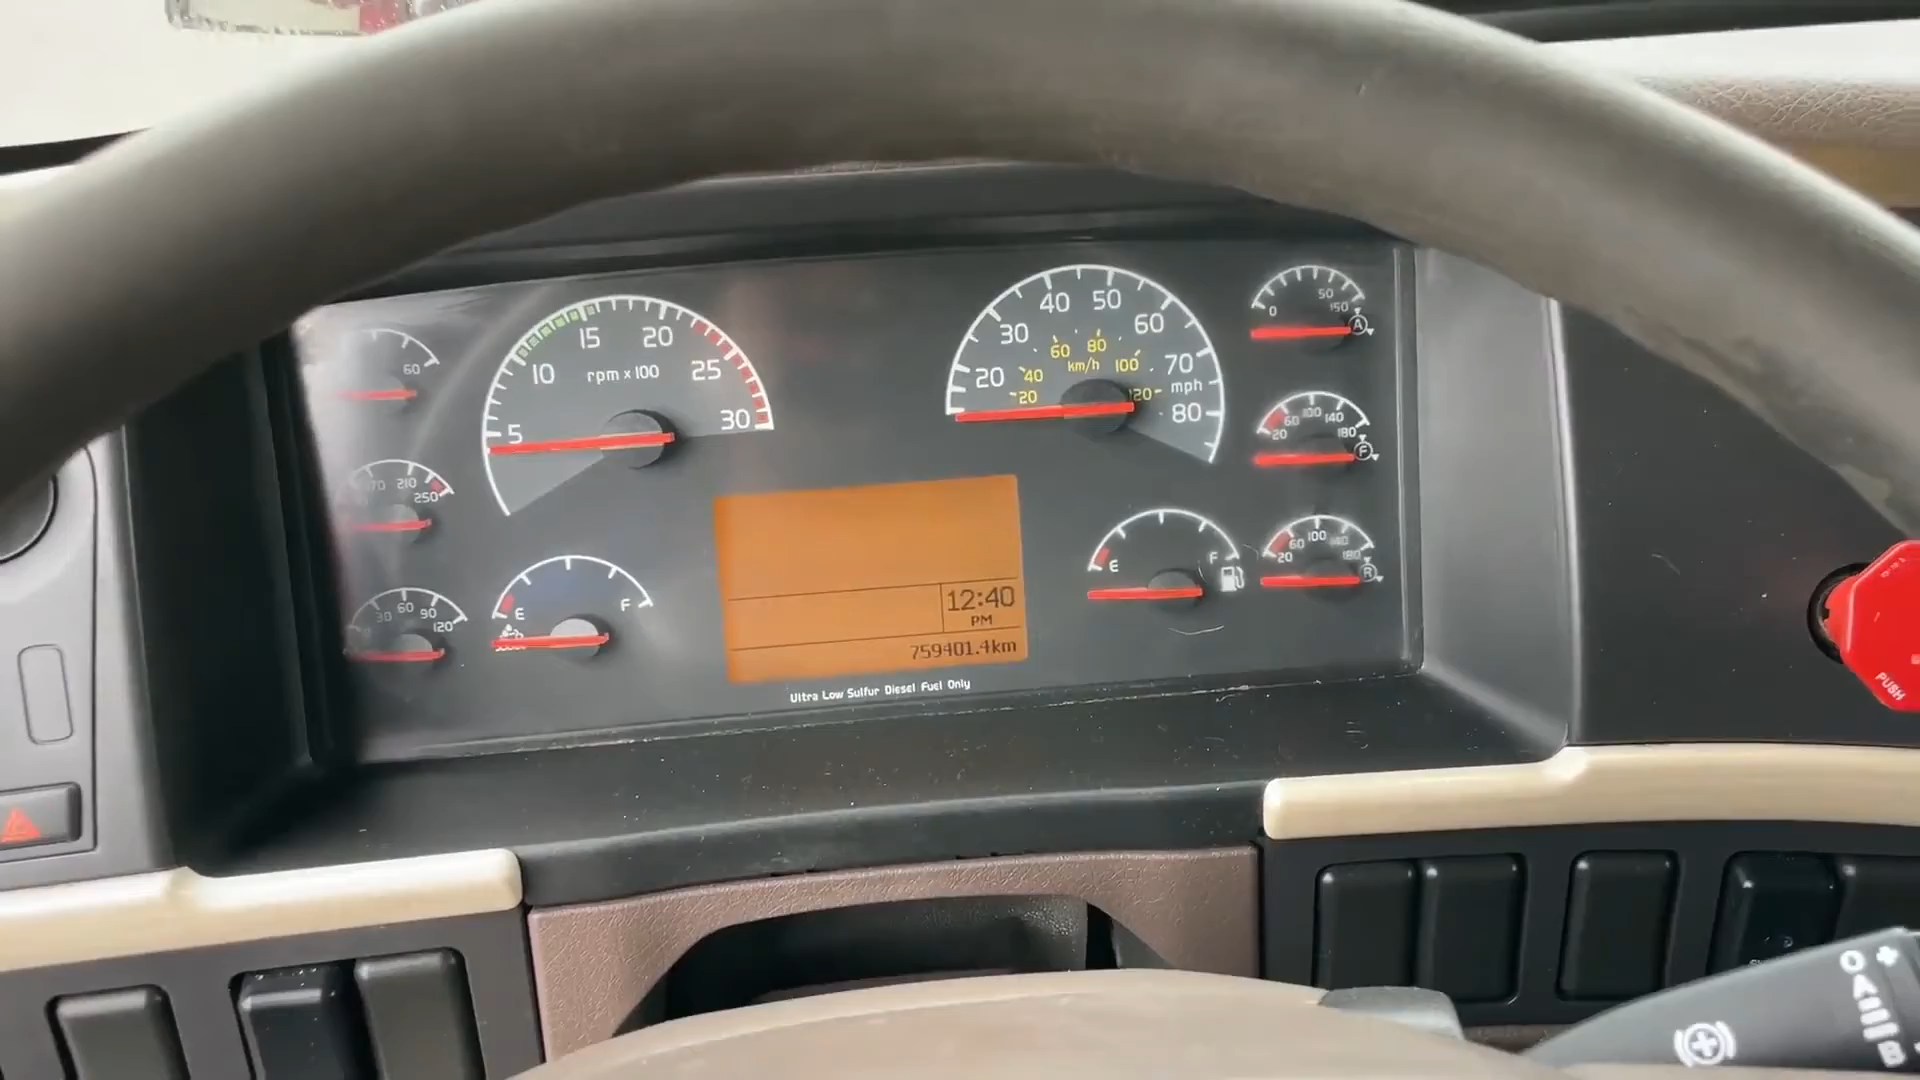 60
5 10 15 20 25 30
rpm x 100
20 30 40 50 60 70 80
mph
20 40 60 80 100 120
km/h
0 50 150
A
210 250
20 60 100 140 180
F
30 60 90 120
E F
E F
20 60 100 140 180
R
12:40
PM
759401.4km
Ultra Low Sulfur Diesel Fuel Only
PUSH
0